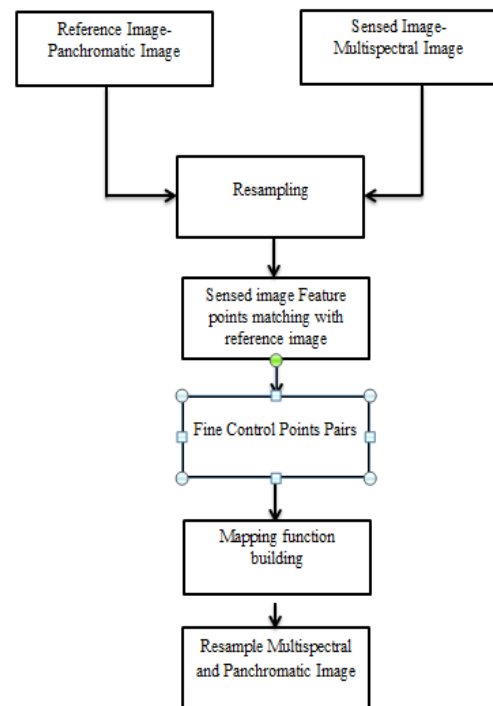 Reference Image-
Panchromatic Image
Sensed Image-
Multispectral Image
Resampling
Sensed image Feature
points matching with
reference image
Fine Control Points Pairs
Mapping function
building
Resample Multispectral
and Panchromatic Image